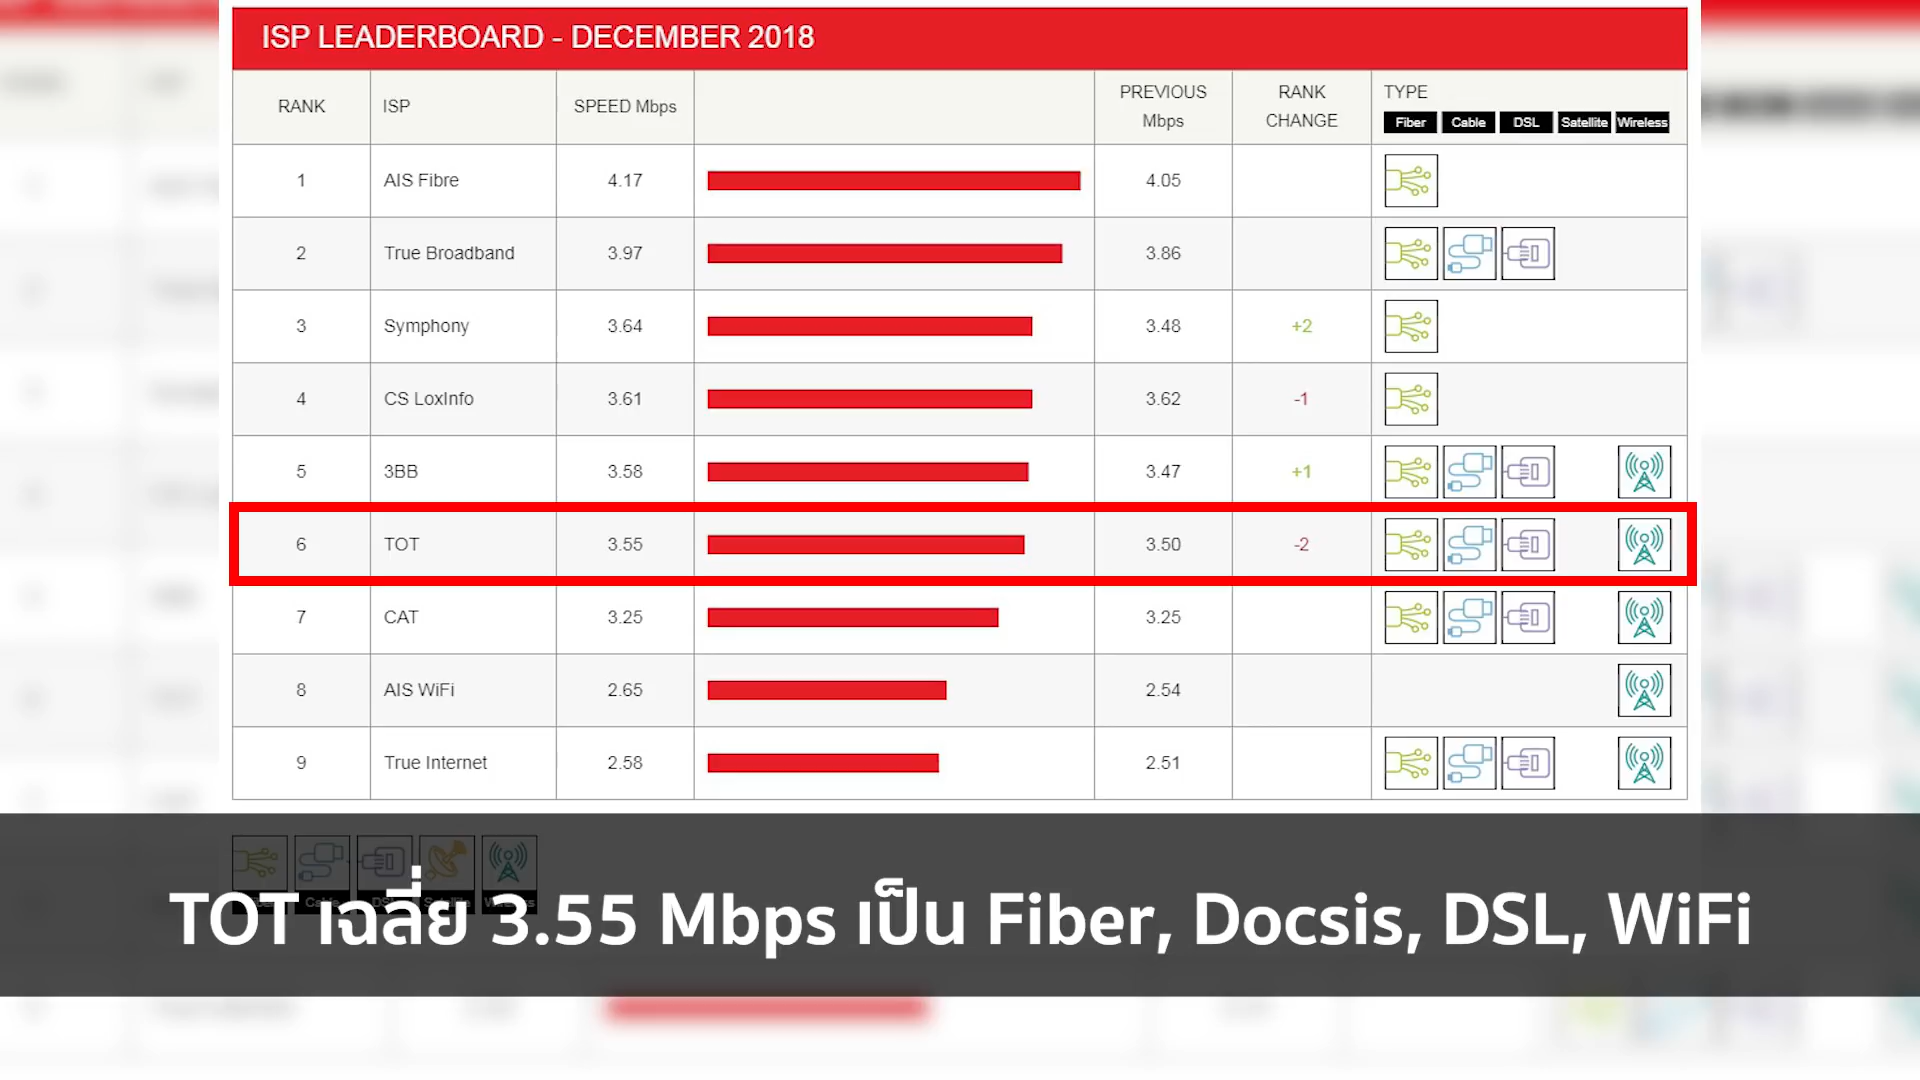 ISP LEADERBOARD - DECEMBER 2018
RANK ISP SPEED Mbps PREVIOUS Mbps RANK CHANGE TYPE
Fiber Cable DSL Satellite Wireless
1 AIS Fibre 4.17 4.05
2 True Broadband 3.97 3.86
3 Symphony 3.64 3.48 +2
4 CS LoxInfo 3.61 3.62 -1
5 3BB 3.58 3.47 +1
6 TOT 3.55 3.50 -2
7 CAT 3.25 3.25
8 AIS WiFi 2.65 2.54
9 True Internet 2.58 2.51
TOT เฉลี่ย 3.55 Mbps เป็น Fiber, Docsis, DSL, WiFi